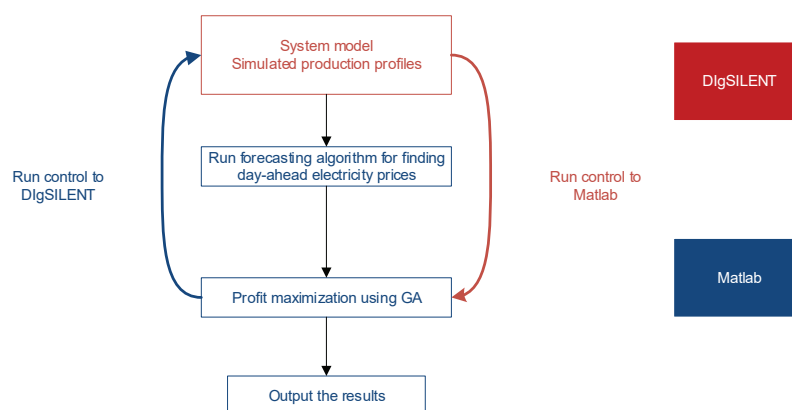 System model
Simulated production profiles
DIgSILENT
Run forecasting algorithm for finding
day-ahead electricity prices
Run control to
DIgSILENT
Run control to
Matlab
Profit maximization using GA
Matlab
Output the results